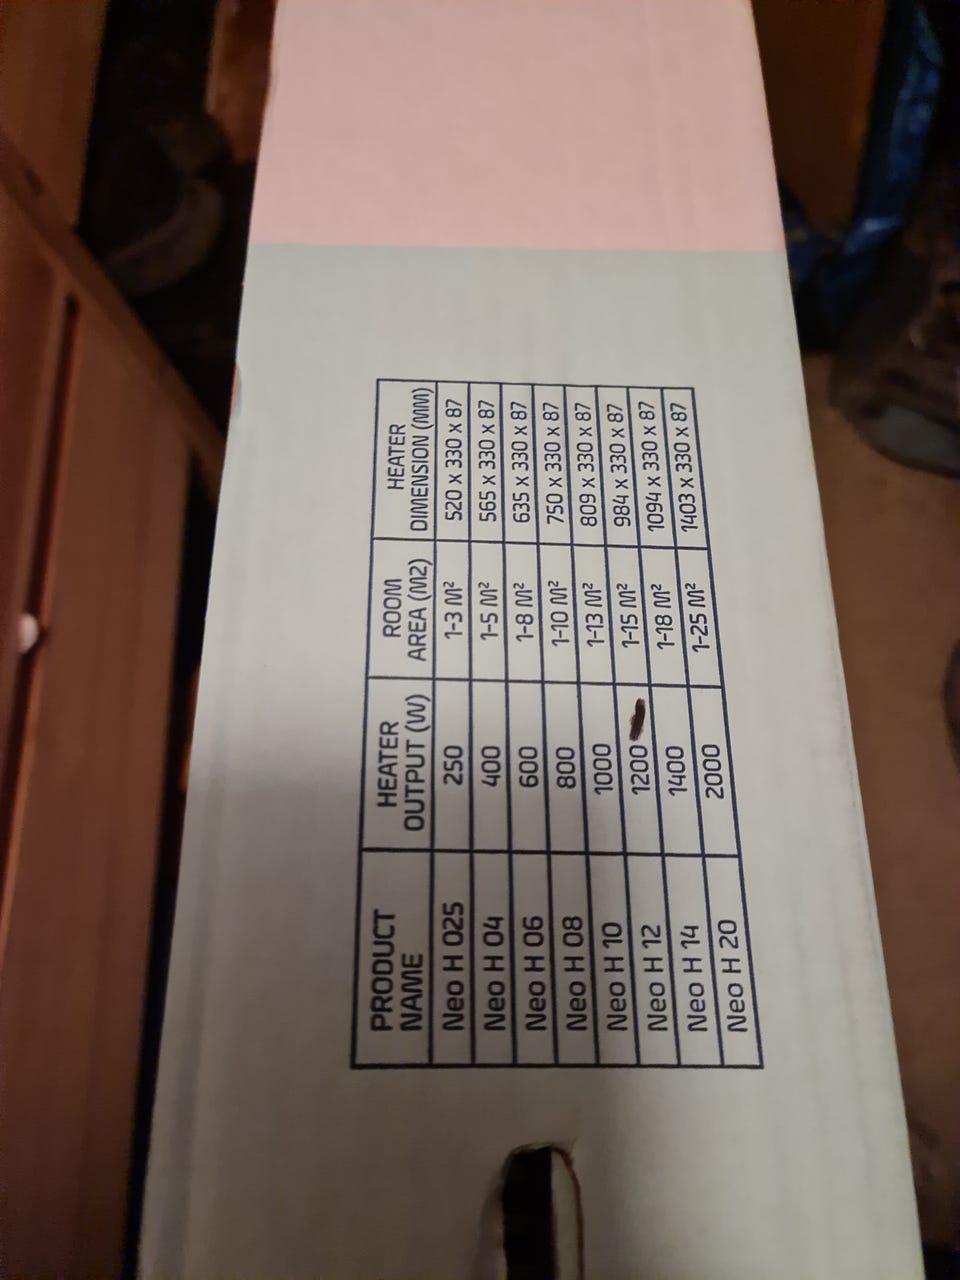 PRODUCT NAME HEATER OUTPUT (W) ROOM AREA (M2) HEATER DIMENSION (MM)
Neo H 025 250 1-3 M² 520 x 330 x 87
Neo H 04 400 1-5 M² 565 x 330 x 87
Neo H 06 600 1-8 M² 635 x 330 x 87
Neo H 08 800 1-10 M² 750 x 330 x 87
Neo H 10 1000 1-13 M² 809 x 330 x 87
Neo H 12 1200 1-15 M² 984 x 330 x 87
Neo H 14 1400 1-18 M² 1094 x 330 x 87
Neo H 20 2000 1-25 M² 1403 x 330 x 87